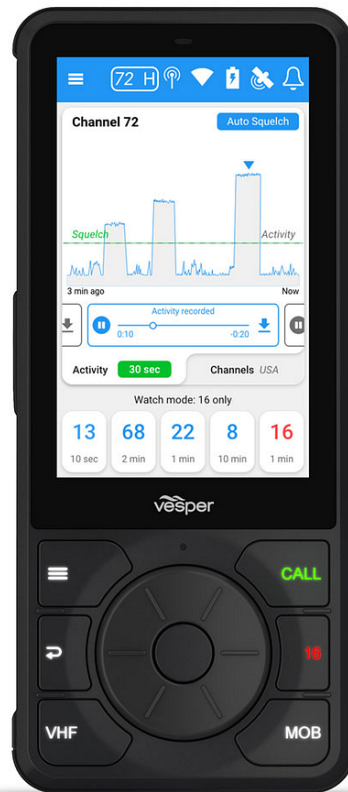 72 H
Channel 72
Auto Squelch
Squelch
Activity
3 min ago
Now
Activity recorded
0:10
-0:20
Activity
30 sec
Channels USA
Watch mode: 16 only
13
68
22
8
16
10 sec
2 min
1 min
10 min
1 min
vesper
CALL
16
VHF
MOB